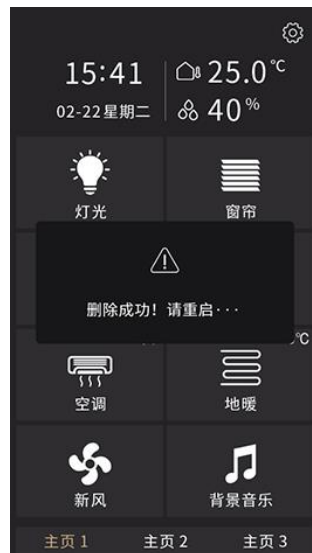 15:41
25.0℃
02-22星期二
40%
灯光
窗帘
删除成功！请重启···
℃
空调
地暖
新风
背景音乐
主页1
主页2
主页3